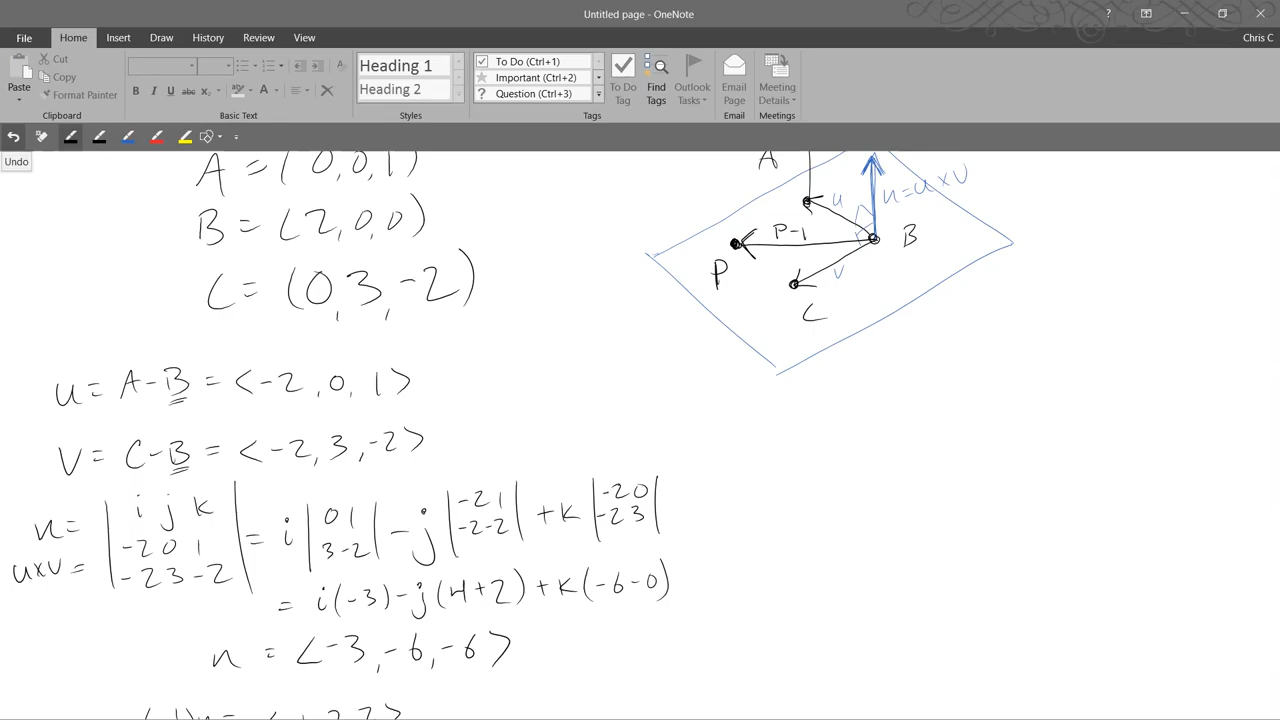 Untitled page - OneNote
File Home Insert Draw History Review View
Chris C
Paste
Cut
Copy
Format Painter
Clipboard
B I U abc x₂ ab A
Basic Text
Heading 1
Heading 2
Styles
To Do (Ctrl+1)
Important (Ctrl+2)
Question (Ctrl+3)
To Do Tag
Find Tags
Tags
Outlook Tasks
Email Page
Email
Meeting Details
Meetings
Undo
A = (0,0,1)
B = (2,0,0)
C = (0,3,-2)
A
u
n=u×v
P-1
B
P
v
C
u = A-B = <-2,0,1>
v = C-B = <-2,3,-2>
n= | i j k | = i |0 1| - j |-2 1| + k |-2 0|
u×v = |-2 0 1| |3 -2| |-2 -2| |-2 3|
|-2 3 -2|
= i(-3) - j(4+2) + k(-6-0)
n = <-3,-6,-6>